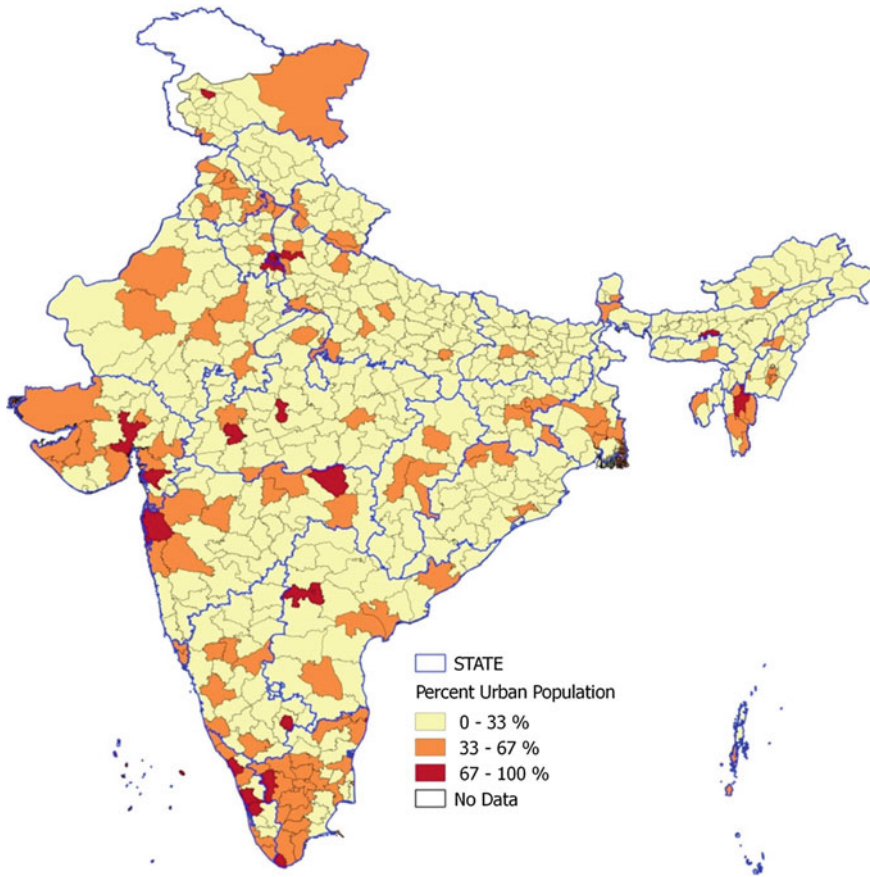 STATE
Percent Urban Population
0 - 33 %
33 - 67 %
67 - 100 %
No Data